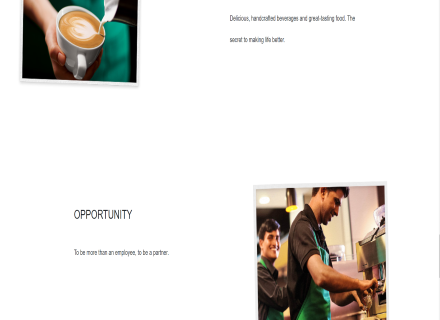 Delicious, handcrafted beverages and great-tasting food. The
secret to making life better.
OPPORTUNITY
To be more than an employee, to be a partner.